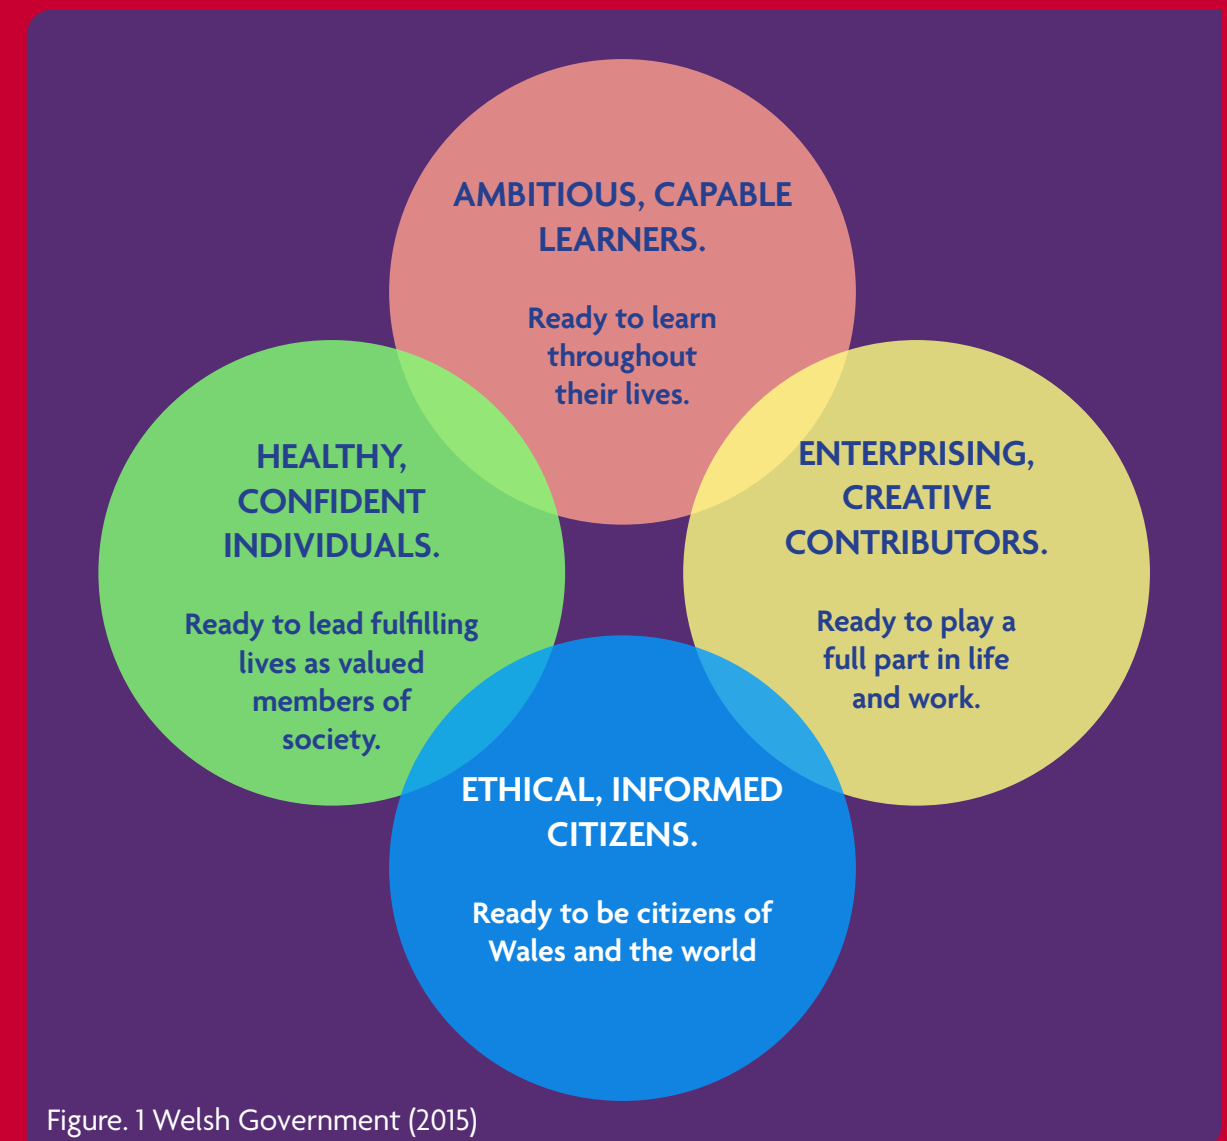 AMBITIOUS, CAPABLE
LEARNERS.
Ready to learn
throughout
their lives.
HEALTHY,
CONFIDENT
INDIVIDUALS.
Ready to lead fulfilling
lives as valued
members of
society.
ENTERPRISING,
CREATIVE
CONTRIBUTORS.
Ready to play a
full part in life
and work.
ETHICAL, INFORMED
CITIZENS.
Ready to be citizens of
Wales and the world
Figure. 1 Welsh Government (2015)